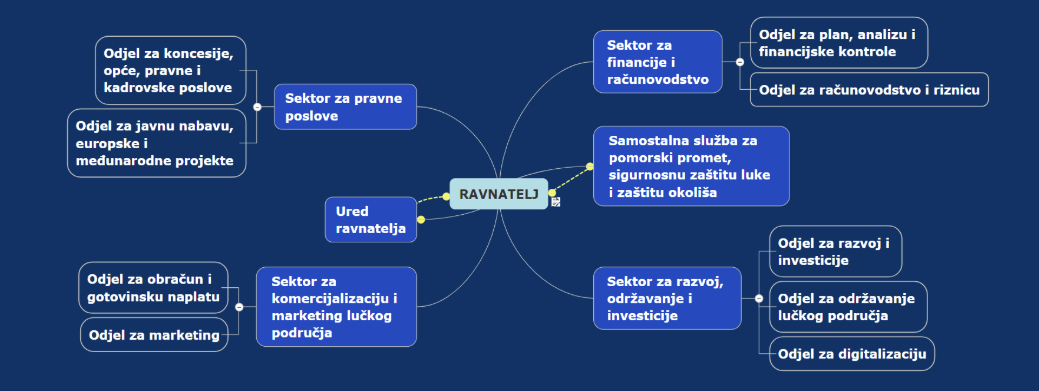 Odjel za koncesije,
opće, pravne i
kadrovske poslove
Odjel za javnu nabavu,
europske i
međunarodne projekte
Sektor za pravne
poslove
Ured
ravnatelja
Odjel za obračun i
gotovinsku naplatu
Odjel za marketing
Sektor za
komercijalizaciju i
marketing lučkog
područja
RAVNATELJ
Sektor za
financije i
računovodstvo
Odjel za plan, analizu i
financijske kontrole
Odjel za računovodstvo i riznicu
Samostalna služba za
pomorski promet,
sigurnosnu zaštitu luke
i zaštitu okoliša
Sektor za razvoj,
održavanje i
investicije
Odjel za razvoj i
investicije
Odjel za održavanje
lučkog područja
Odjel za digitalizaciju